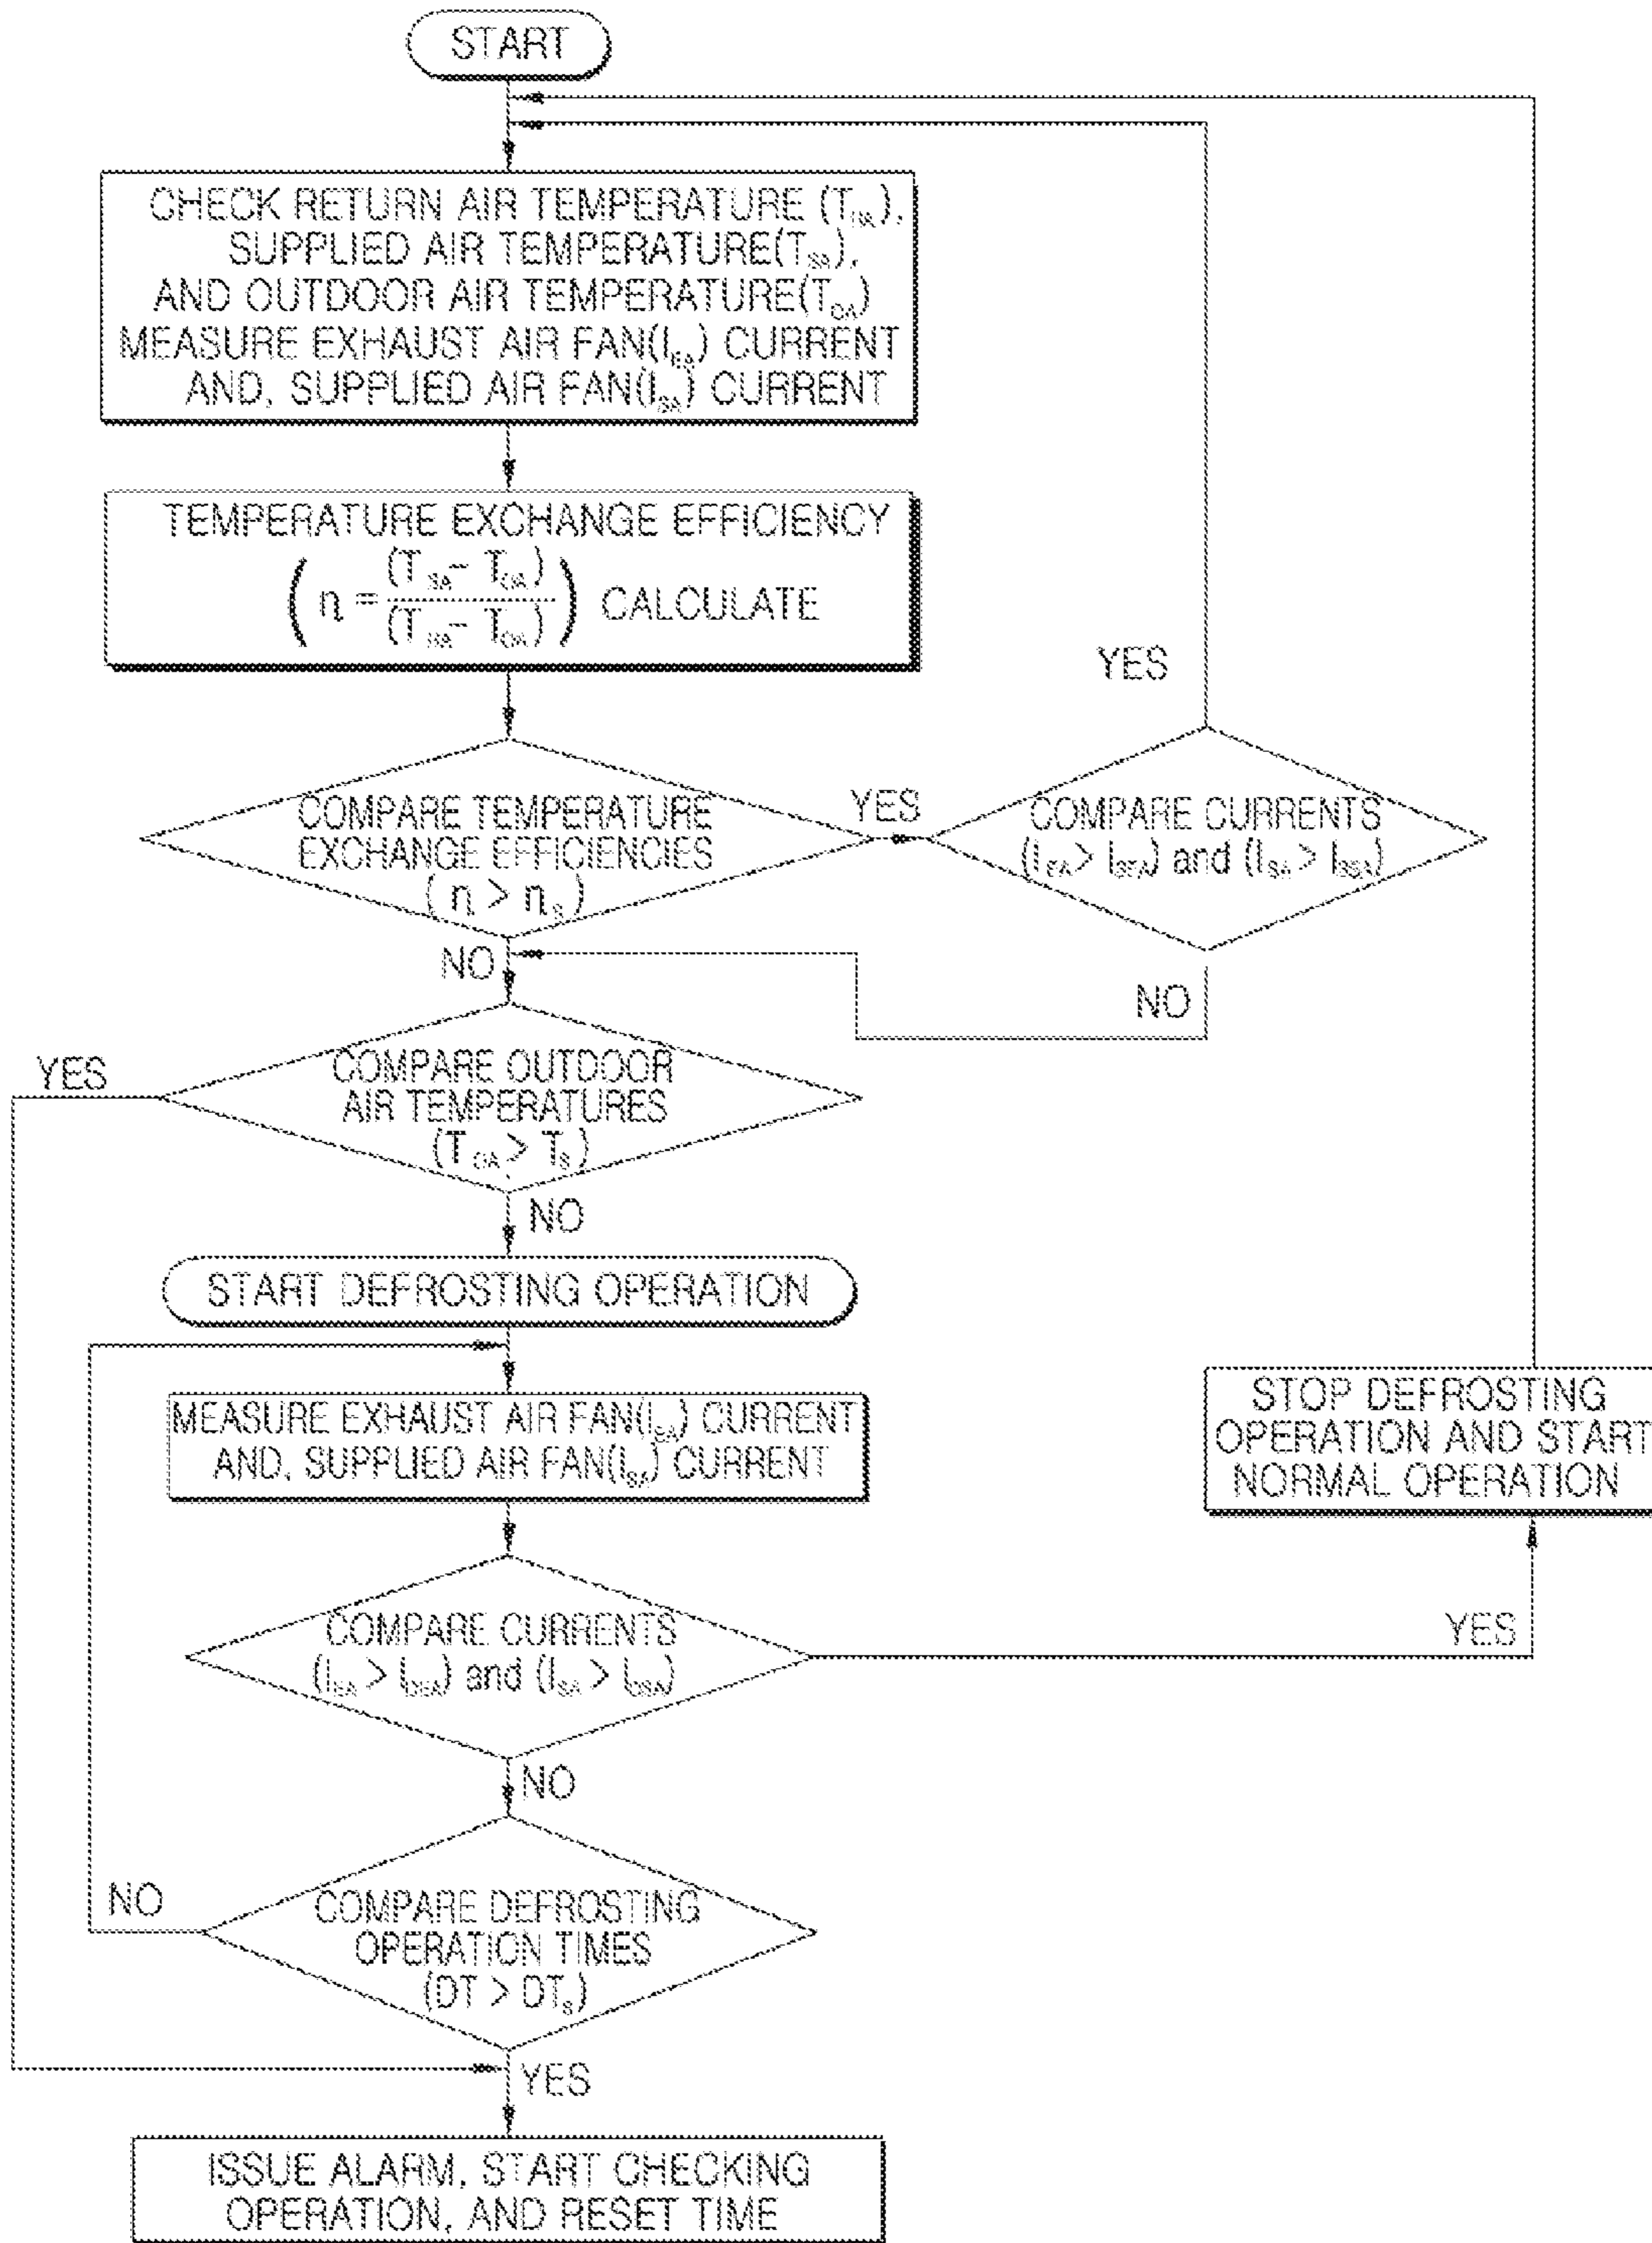 START
CHECK RETURN AIR TEMPERATURE (T_RA),
SUPPLIED AIR TEMPERATURE(T_SA),
AND OUTDOOR AIR TEMPERATURE(T_OA)
MEASURE EXHAUST AIR FAN(I_EA) CURRENT
AND, SUPPLIED AIR FAN(I_SA) CURRENT
TEMPERATURE EXCHANGE EFFICIENCY
(η = (T_SA - T_OA) / (T_RA - T_OA)) CALCULATE
COMPARE TEMPERATURE
EXCHANGE EFFICIENCIES
(η > η_S)
YES
COMPARE CURRENTS
(I_EA > I_SEA) and (I_SA > I_SSA)
YES
NO
NO
COMPARE OUTDOOR
AIR TEMPERATURES
(T_OA > T_S)
YES
NO
START DEFROSTING OPERATION
MEASURE EXHAUST AIR FAN(I_EA) CURRENT
AND, SUPPLIED AIR FAN(I_SA) CURRENT
COMPARE CURRENTS
(I_EA > I_DEA) and (I_SA > I_DSA)
YES
STOP DEFROSTING
OPERATION AND START
NORMAL OPERATION
NO
COMPARE DEFROSTING
OPERATION TIMES
(DT > DT_S)
NO
YES
ISSUE ALARM, START CHECKING
OPERATION, AND RESET TIME